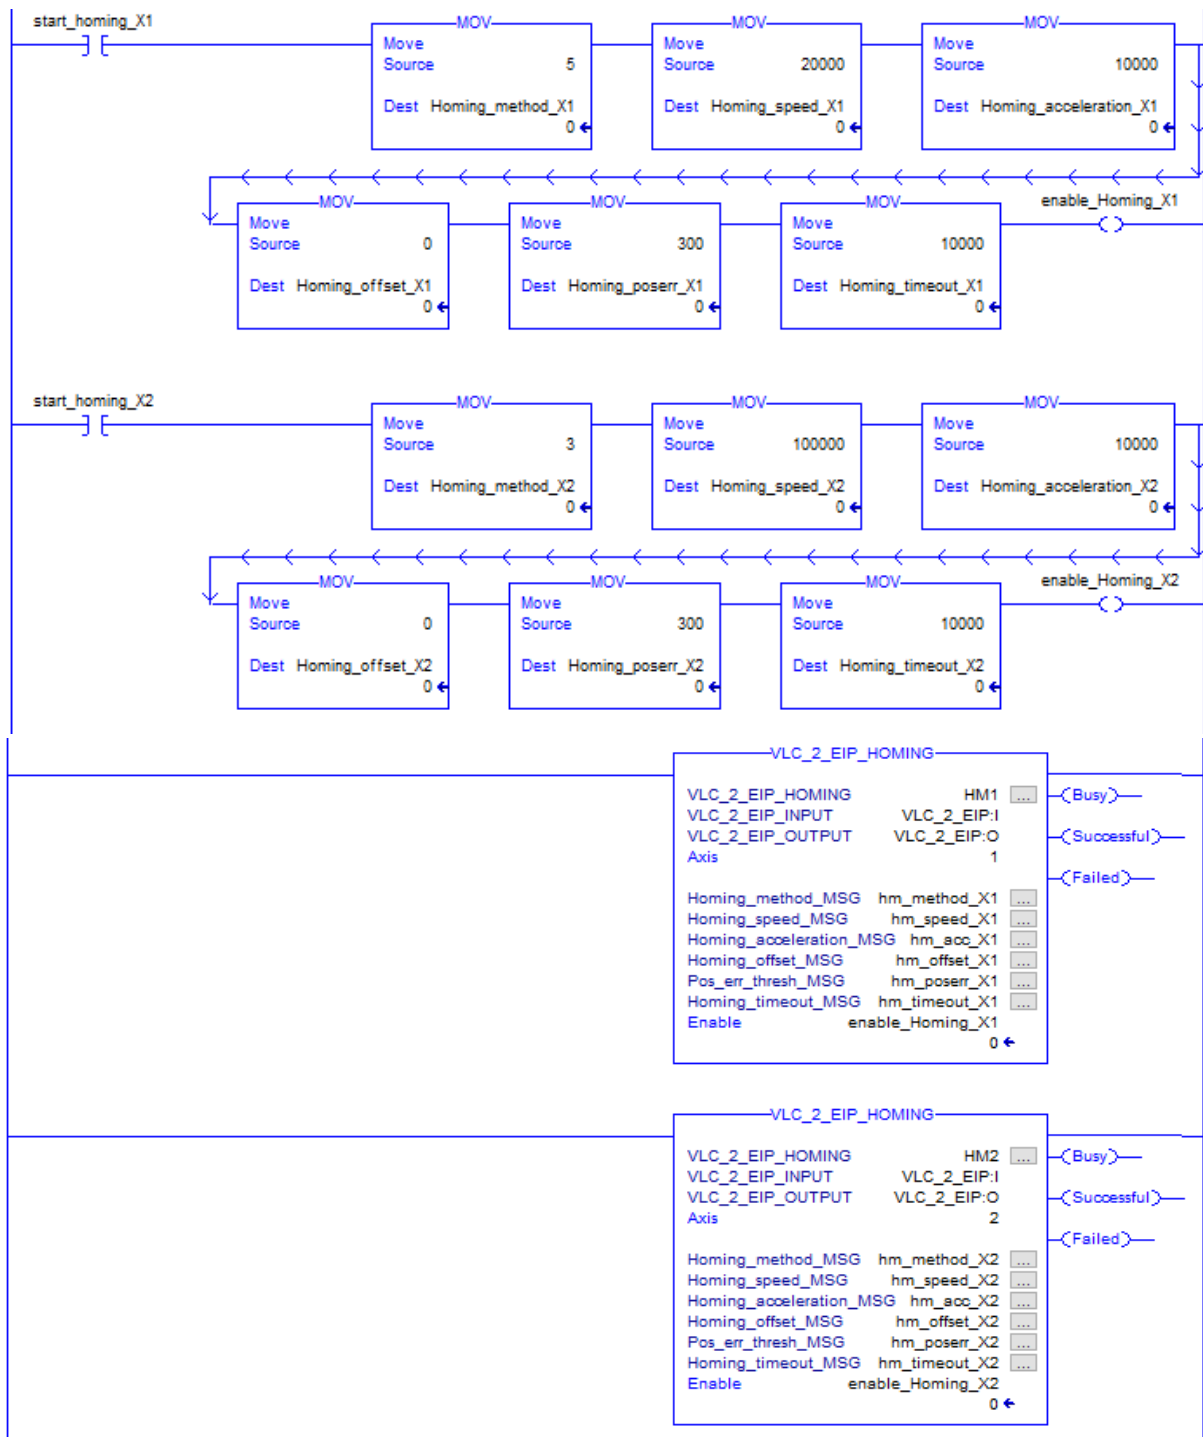 start_homing_X1
MOV MOV MOV
Move Move Move
Source 5 Source 20000 Source 10000
Dest Homing_method_X1 Dest Homing_speed_X1 Dest Homing_acceleration_X1
0 0 0
MOV MOV MOV enable_Homing_X1
Move Move Move
Source 0 Source 300 Source 10000
Dest Homing_offset_X1 Dest Homing_poserr_X1 Dest Homing_timeout_X1
0 0 0
start_homing_X2
MOV MOV MOV
Move Move Move
Source 3 Source 100000 Source 10000
Dest Homing_method_X2 Dest Homing_speed_X2 Dest Homing_acceleration_X2
0 0 0
MOV MOV MOV enable_Homing_X2
Move Move Move
Source 0 Source 300 Source 10000
Dest Homing_offset_X2 Dest Homing_poserr_X2 Dest Homing_timeout_X2
0 0 0
VLC_2_EIP_HOMING
VLC_2_EIP_HOMING HM1 ... Busy
VLC_2_EIP_INPUT VLC_2_EIP:I
VLC_2_EIP_OUTPUT VLC_2_EIP:O Successful
Axis 1
Failed
Homing_method_MSG hm_method_X1 ...
Homing_speed_MSG hm_speed_X1 ...
Homing_acceleration_MSG hm_acc_X1 ...
Homing_offset_MSG hm_offset_X1 ...
Pos_err_thresh_MSG hm_poserr_X1 ...
Homing_timeout_MSG hm_timeout_X1 ...
Enable enable_Homing_X1
0
VLC_2_EIP_HOMING
VLC_2_EIP_HOMING HM2 ... Busy
VLC_2_EIP_INPUT VLC_2_EIP:I
VLC_2_EIP_OUTPUT VLC_2_EIP:O Successful
Axis 2
Failed
Homing_method_MSG hm_method_X2 ...
Homing_speed_MSG hm_speed_X2 ...
Homing_acceleration_MSG hm_acc_X2 ...
Homing_offset_MSG hm_offset_X2 ...
Pos_err_thresh_MSG hm_poserr_X2 ...
Homing_timeout_MSG hm_timeout_X2 ...
Enable enable_Homing_X2
0